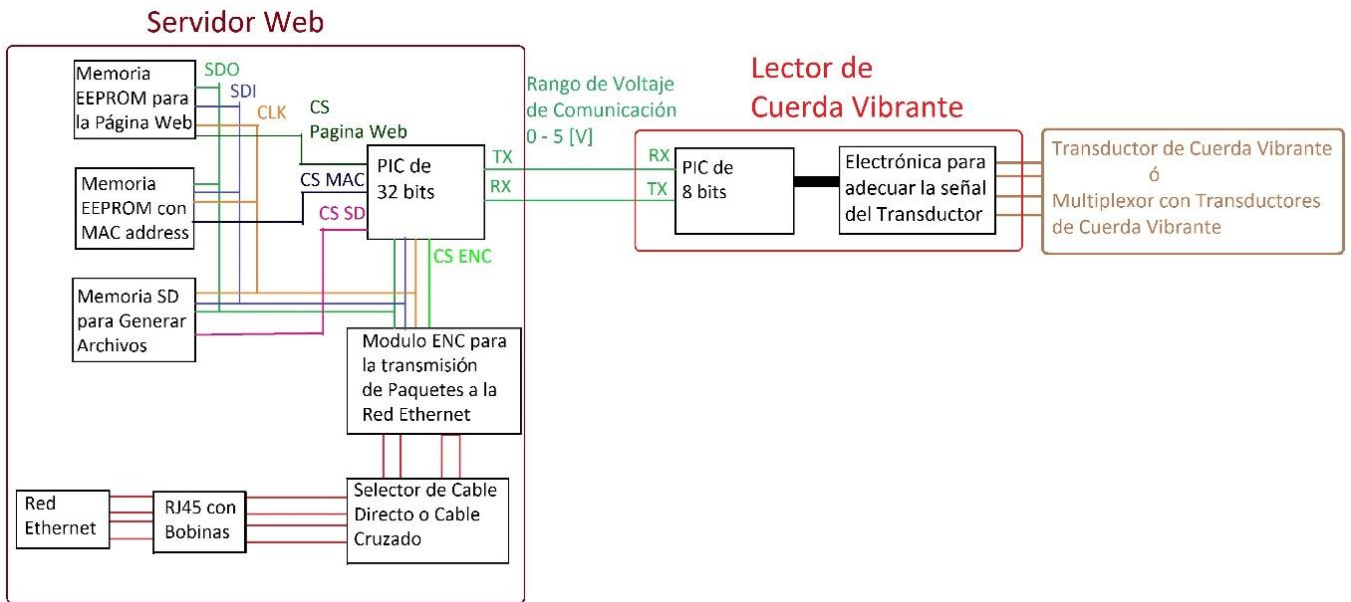 Servidor Web
Memoria
EEPROM para
la Página Web
SDO
SDI
CLK
CS
Pagina Web
Memoria
EEPROM con
MAC address
CS MAC
CS SD
PIC de
32 bits
TX
RX
CS ENC
Memoria SD
para Generar
Archivos
Modulo ENC para
la transmisión
de Paquetes a la
Red Ethernet
Selector de Cable
Directo o Cable
Cruzado
RJ45 con
Bobinas
Red
Ethernet
Rango de Voltaje
de Comunicación
0 - 5 [V]
Lector de
Cuerda Vibrante
RX
TX
PIC de
8 bits
Electrónica para
adecuar la señal
del Transductor
Transductor de Cuerda Vibrante
ó
Multiplexor con Transductores
de Cuerda Vibrante